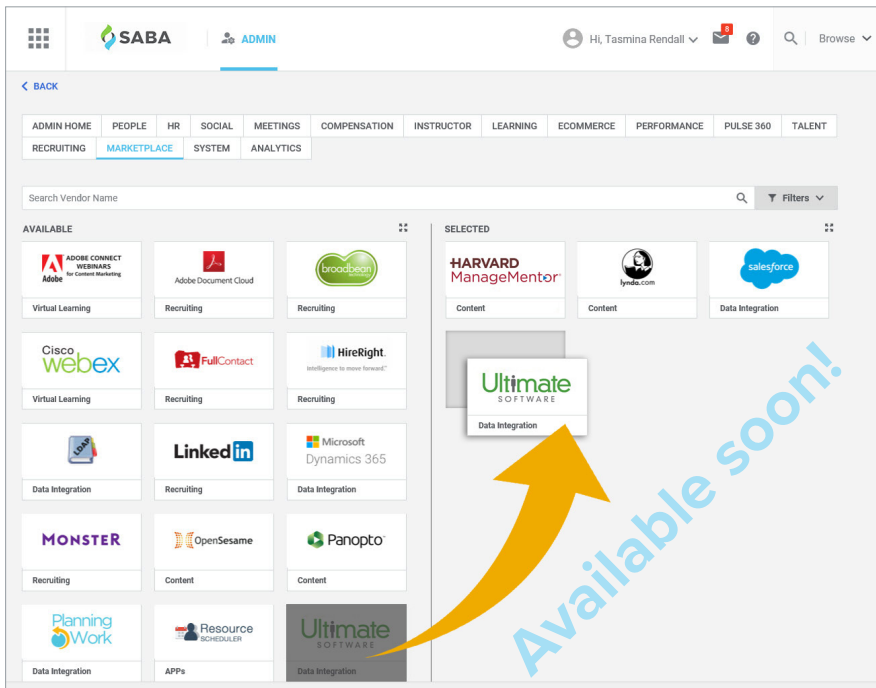 SABA
ADMIN
Hi, Tasmina Rendall
8
?
Browse
BACK
ADMIN HOME PEOPLE HR SOCIAL MEETINGS COMPENSATION INSTRUCTOR LEARNING ECOMMERCE PERFORMANCE PULSE 360 TALENT
RECRUITING MARKETPLACE SYSTEM ANALYTICS
Search Vendor Name
Filters
AVAILABLE
ADOBE CONNECT
WEBINARS
for Content Marketing
Adobe
Virtual Learning
Adobe Document Cloud
Recruiting
broadbean
Recruiting
Cisco
webex
Virtual Learning
FullContact
Recruiting
HireRight.
Intelligence to move forward.™
Recruiting
LDAP
Data Integration
Linked in
Recruiting
Microsoft
Dynamics 365
Data Integration
MONSTER
Recruiting
OpenSesame
Content
Panopto
Content
Planning
Work
Data Integration
Resource
SCHEDULER
APPs
Ultimate
SOFTWARE
Data Integration
SELECTED
HARVARD
ManageMentor®
Content
lynda.com
Content
salesforce
Data Integration
Ultimate
SOFTWARE
Data Integration
Available soon!